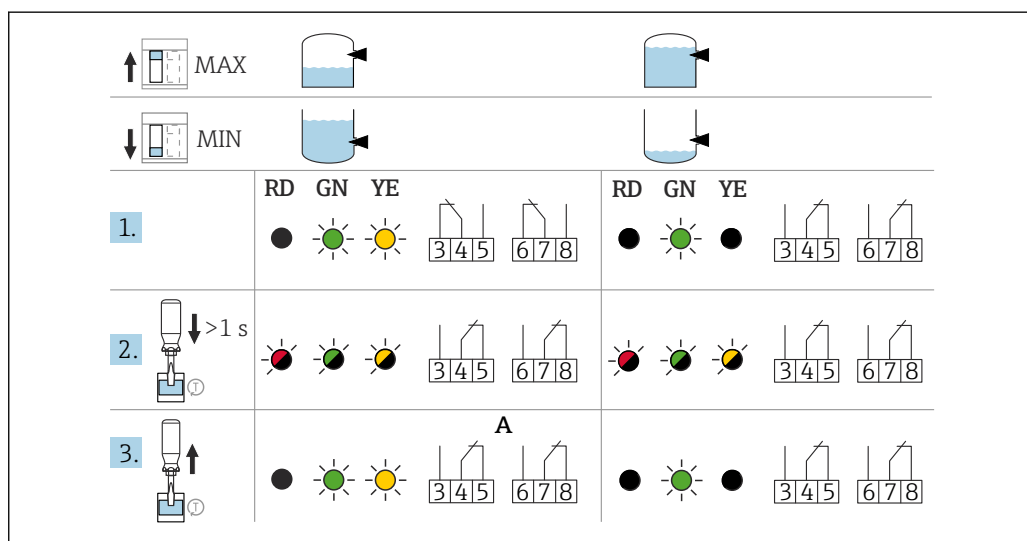 MAX
MIN
RD GN YE RD GN YE
1. 3 4 5 6 7 8 3 4 5 6 7 8
2. >1 s T 3 4 5 6 7 8 3 4 5 6 7 8
A
3. T 3 4 5 6 7 8 3 4 5 6 7 8